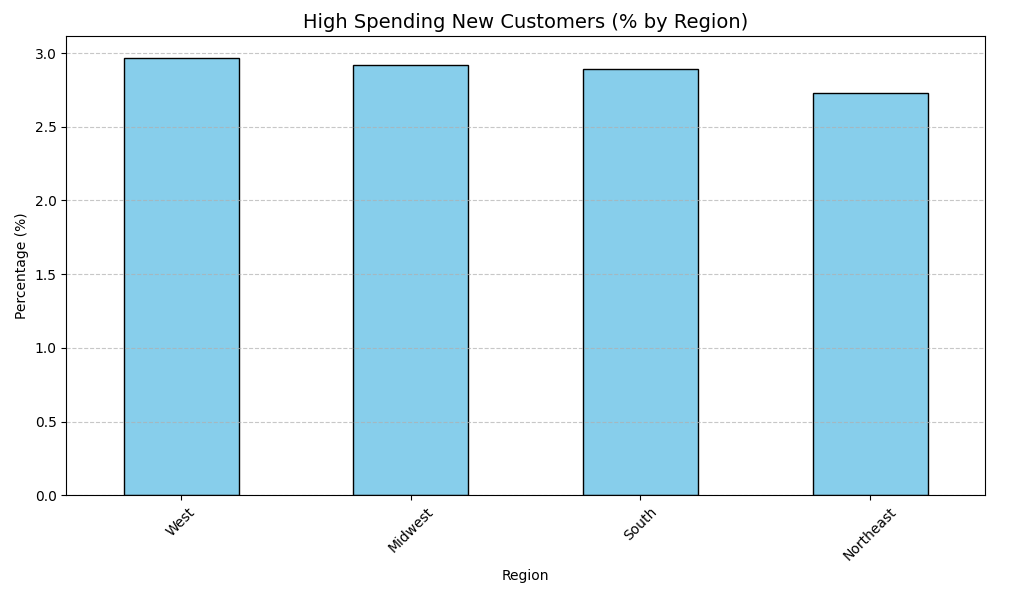 High Spending New Customers (% by Region)
Percentage (%)
3.0
2.5
2.0
1.5
1.0
0.5
0.0
West
Midwest
South
Northeast
Region